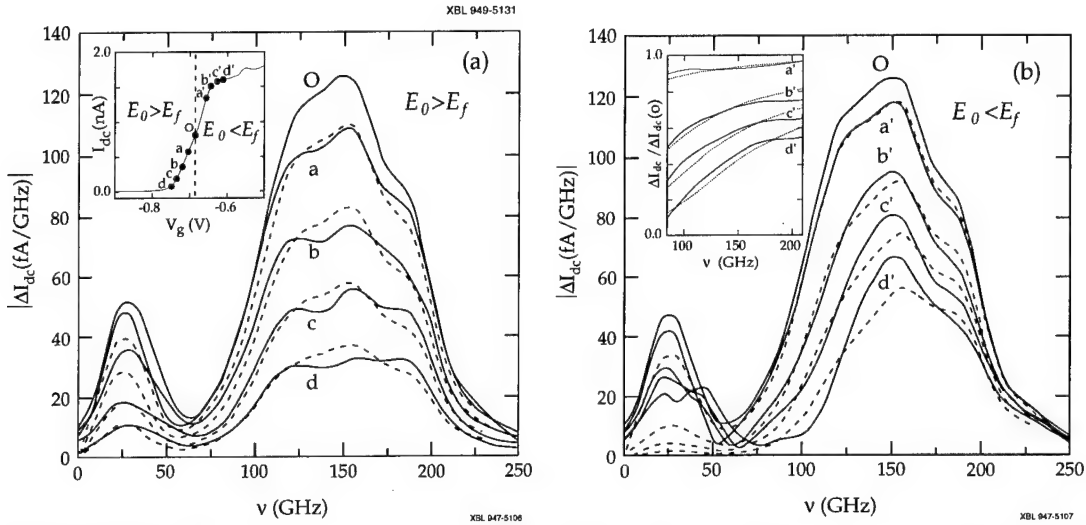 XBL 949-5131
140
120
100
80
60
40
20
0
|ΔI_dc(fA/GHz)|
0 50 100 150 200 250
ν (GHz)
(a)
E_0>E_f
O
a
b
c
d
2.0
0.0
I_dc(nA)
-0.8 -0.6
V_g (V)
E_0>E_f
E_0<E_f
d c b a O a' b' c' d'
XBL 947-5106
140
120
100
80
60
40
20
0
|ΔI_dc(fA/GHz)|
0 50 100 150 200 250
ν (GHz)
(b)
E_0<E_f
O
a'
b'
c'
d'
1.0
0.0
ΔI_dc / ΔI_dc(o)
100 150 200
ν (GHz)
a'
b'
c'
d'
XBL 947-5107